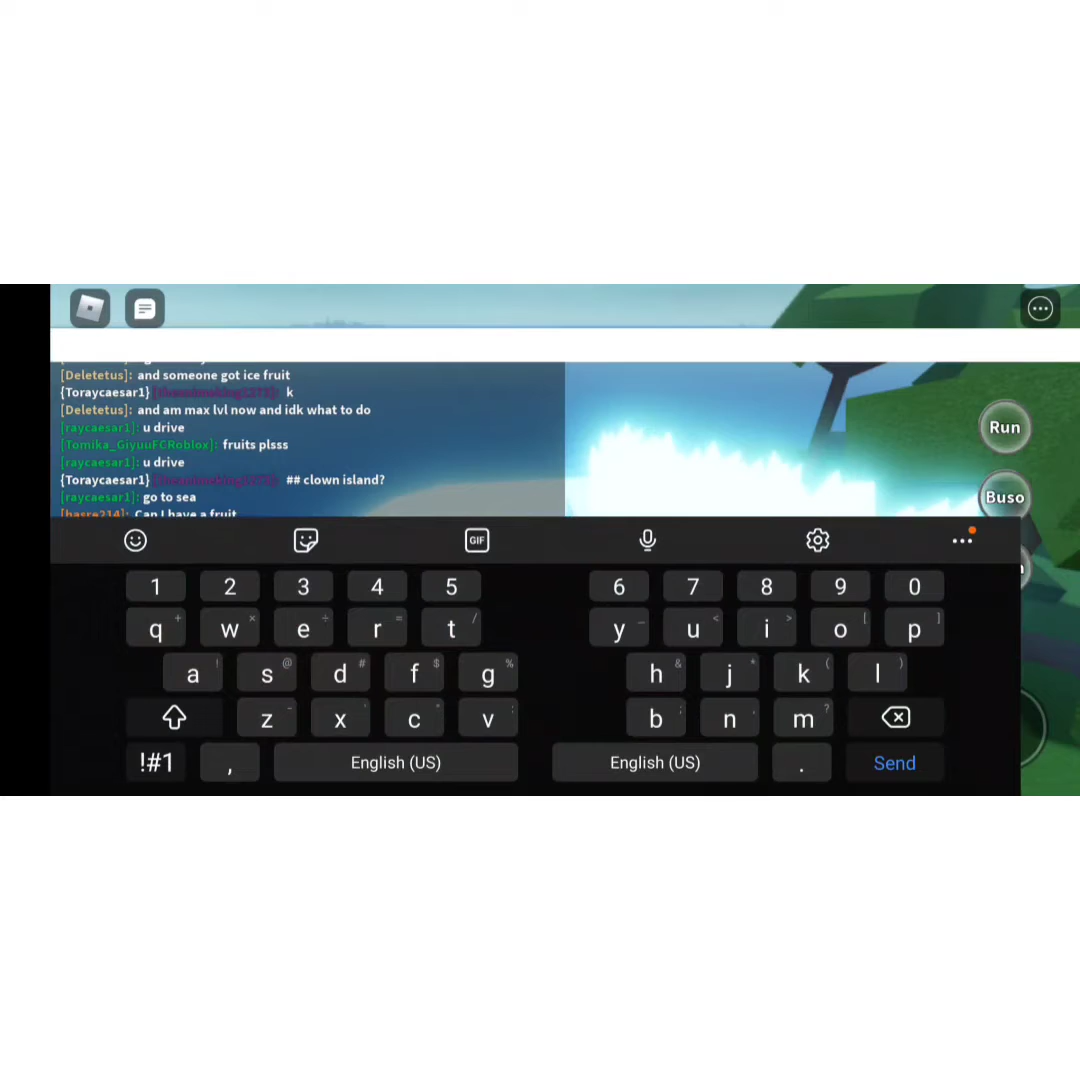 [Deletetus]: and someone got ice fruit
{Toraycaesar1} k
[Deletetus]: and am max lvl now and idk what to do
[raycaesar1]: u drive
[Tomika_GiyuuFCRoblox]: fruits plsss
[raycaesar1]: u drive
{Toraycaesar1} ## clown island?
[raycaesar1]: go to sea
[hasre214]: Can I have a fruit
Run
Buso
GIF
1 2 3 4 5 6 7 8 9 0
q + w × e ÷ r = t / y _ u < i > o [ p ]
a ! s @ d # f $ g % h & j * k ( l )
z - x ' c " v : b ; n , m ?
!#1 , English (US) English (US) . Send